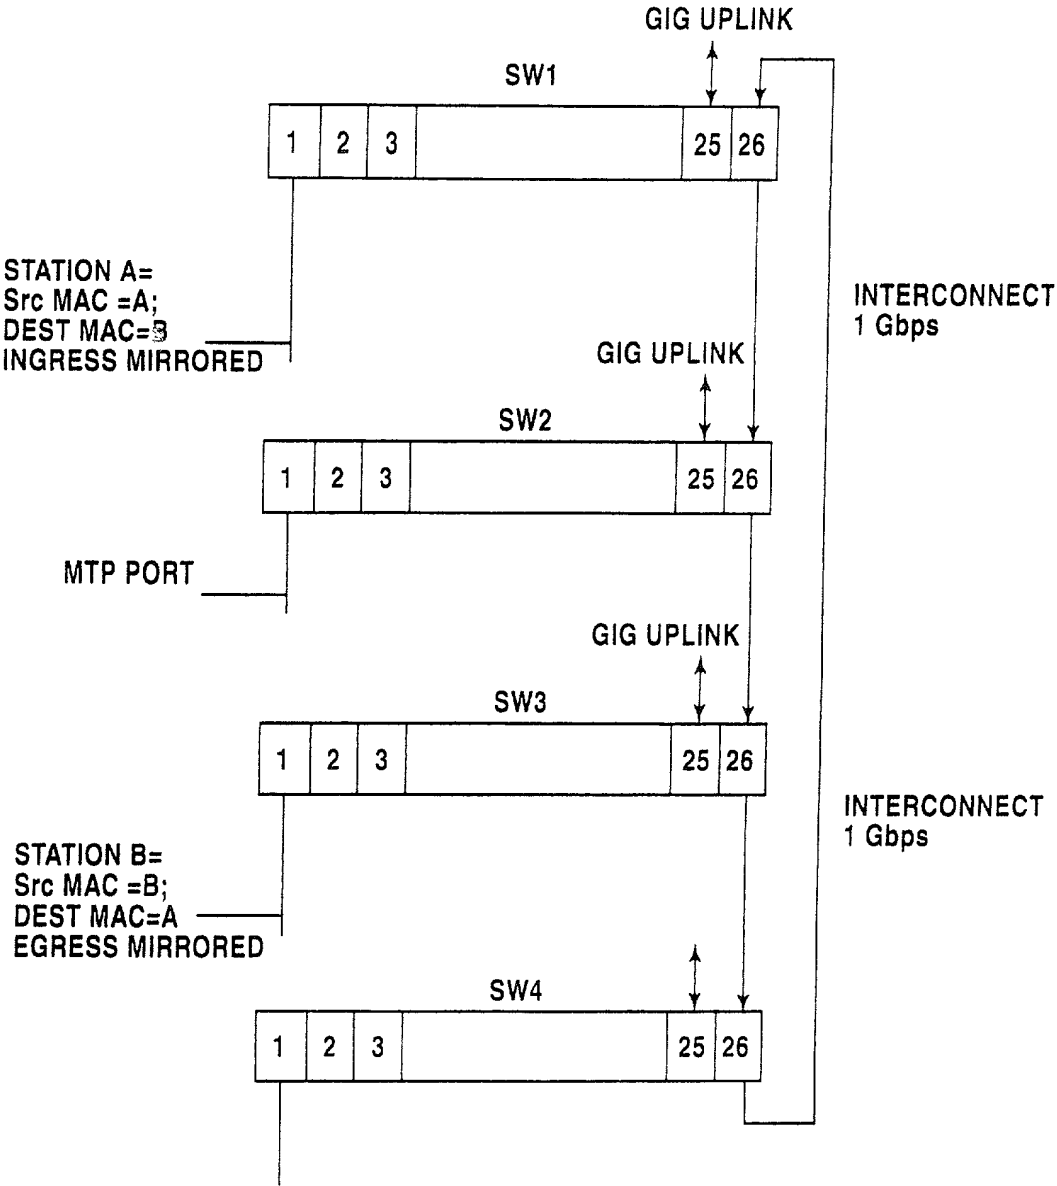 GIG UPLINK
SW1
1 2 3 25 26
STATION A=
Src MAC =A;
DEST MAC=B
INGRESS MIRRORED
INTERCONNECT
1 Gbps
GIG UPLINK
SW2
1 2 3 25 26
MTP PORT
GIG UPLINK
SW3
1 2 3 25 26
INTERCONNECT
1 Gbps
STATION B=
Src MAC =B;
DEST MAC=A
EGRESS MIRRORED
SW4
1 2 3 25 26